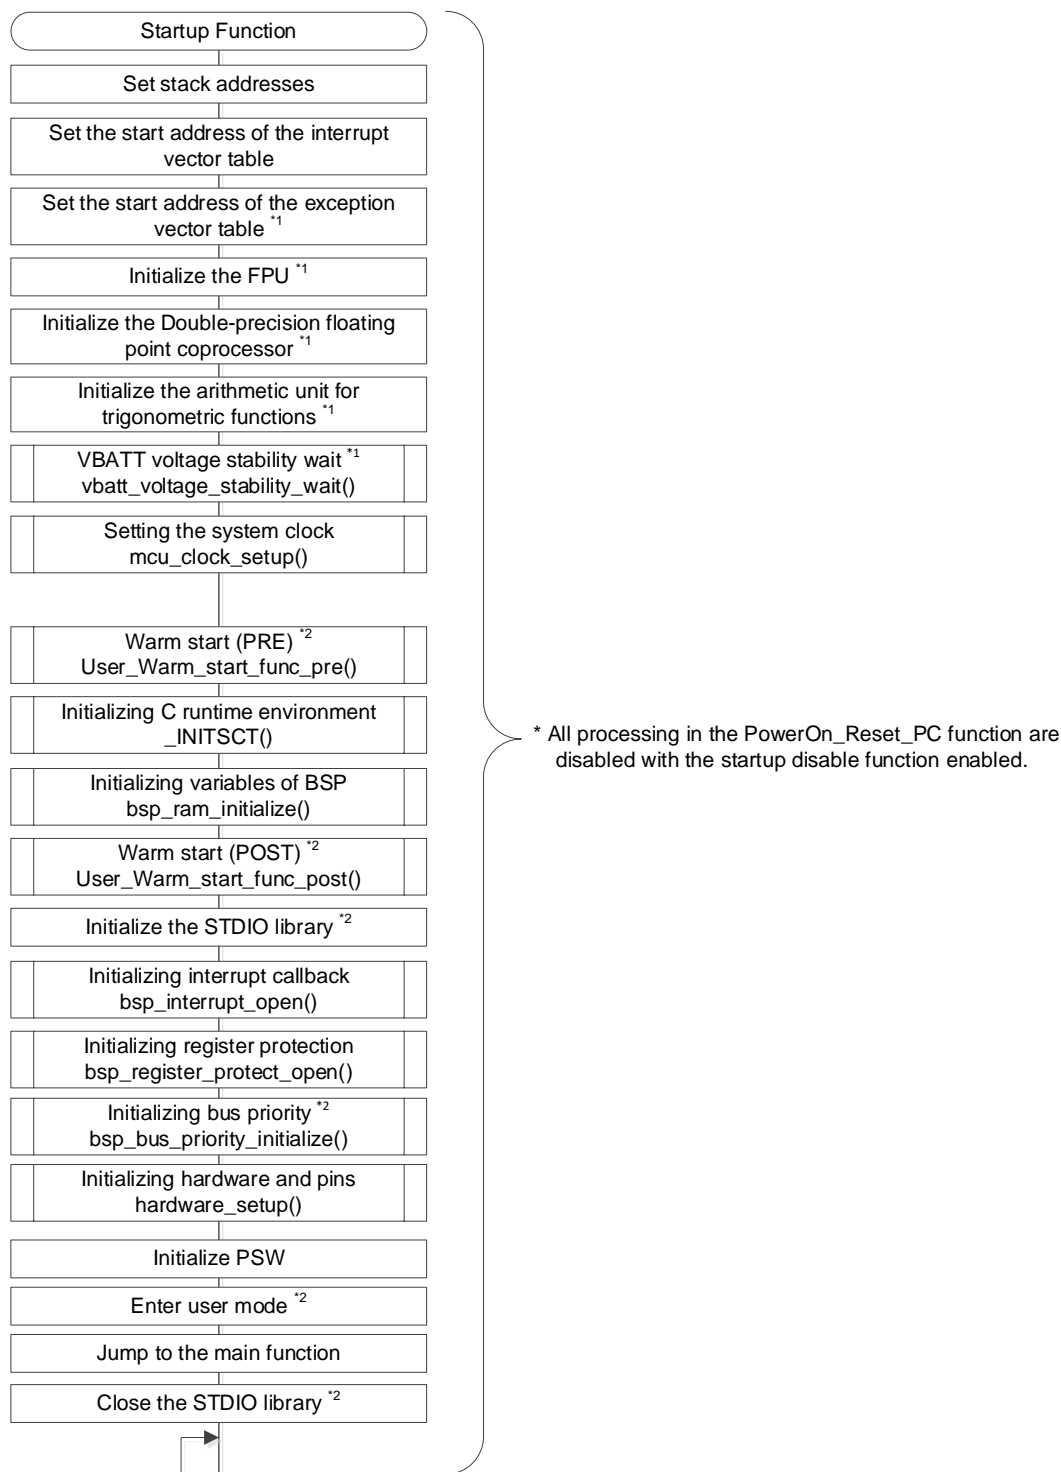 Startup Function
Set stack addresses
Set the start address of the interrupt
vector table
Set the start address of the exception
vector table *1
Initialize the FPU *1
Initialize the Double-precision floating
point coprocessor *1
Initialize the arithmetic unit for
trigonometric functions *1
VBATT voltage stability wait *1
vbatt_voltage_stability_wait()
Setting the system clock
mcu_clock_setup()
Warm start (PRE) *2
User_Warm_start_func_pre()
Initializing C runtime environment
_INITSCT()
* All processing in the PowerOn_Reset_PC function are
disabled with the startup disable function enabled.
Initializing variables of BSP
bsp_ram_initialize()
Warm start (POST) *2
User_Warm_start_func_post()
Initialize the STDIO library *2
Initializing interrupt callback
bsp_interrupt_open()
Initializing register protection
bsp_register_protect_open()
Initializing bus priority *2
bsp_bus_priority_initialize()
Initializing hardware and pins
hardware_setup()
Initialize PSW
Enter user mode *2
Jump to the main function
Close the STDIO library *2